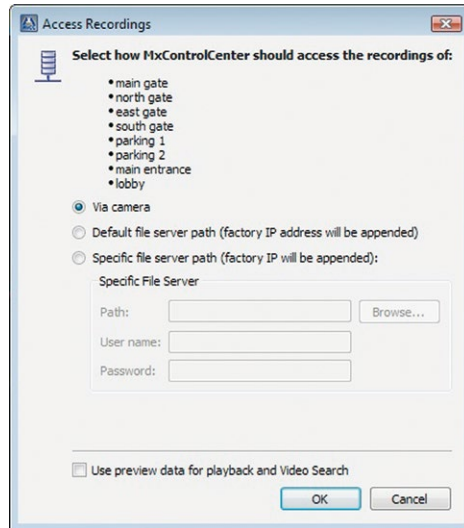 Access Recordings
Select how MxControlCenter should access the recordings of:
• main gate
• north gate
• east gate
• south gate
• parking 1
• parking 2
• main entrance
• lobby
Via camera
Default file server path (factory IP address will be appended)
Specific file server path (factory IP will be appended):
Specific File Server
Path:
Browse...
User name:
Password:
Use preview data for playback and Video Search
OK
Cancel